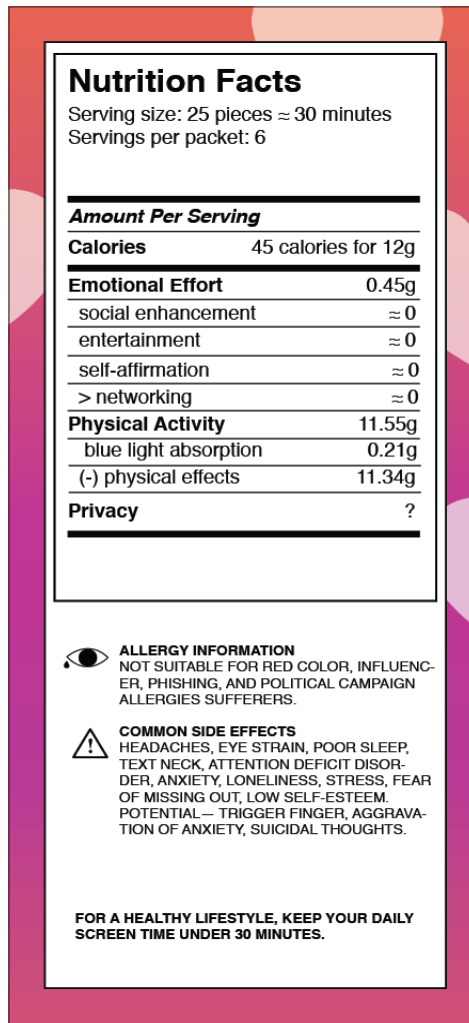 Nutrition Facts
Serving size: 25 pieces ≈ 30 minutes
Servings per packet: 6
Amount Per Serving
Calories 45 calories for 12g
Emotional Effort 0.45g
social enhancement ≈ 0
entertainment ≈ 0
self-affirmation ≈ 0
> networking ≈ 0
Physical Activity 11.55g
blue light absorption 0.21g
(-) physical effects 11.34g
Privacy ?
ALLERGY INFORMATION
NOT SUITABLE FOR RED COLOR, INFLUENC-
ER, PHISHING, AND POLITICAL CAMPAIGN
ALLERGIES SUFFERERS.
COMMON SIDE EFFECTS
HEADACHES, EYE STRAIN, POOR SLEEP,
TEXT NECK, ATTENTION DEFICIT DISOR-
DER, ANXIETY, LONELINESS, STRESS, FEAR
OF MISSING OUT, LOW SELF-ESTEEM.
POTENTIAL— TRIGGER FINGER, AGGRAVA-
TION OF ANXIETY, SUICIDAL THOUGHTS.
FOR A HEALTHY LIFESTYLE, KEEP YOUR DAILY
SCREEN TIME UNDER 30 MINUTES.